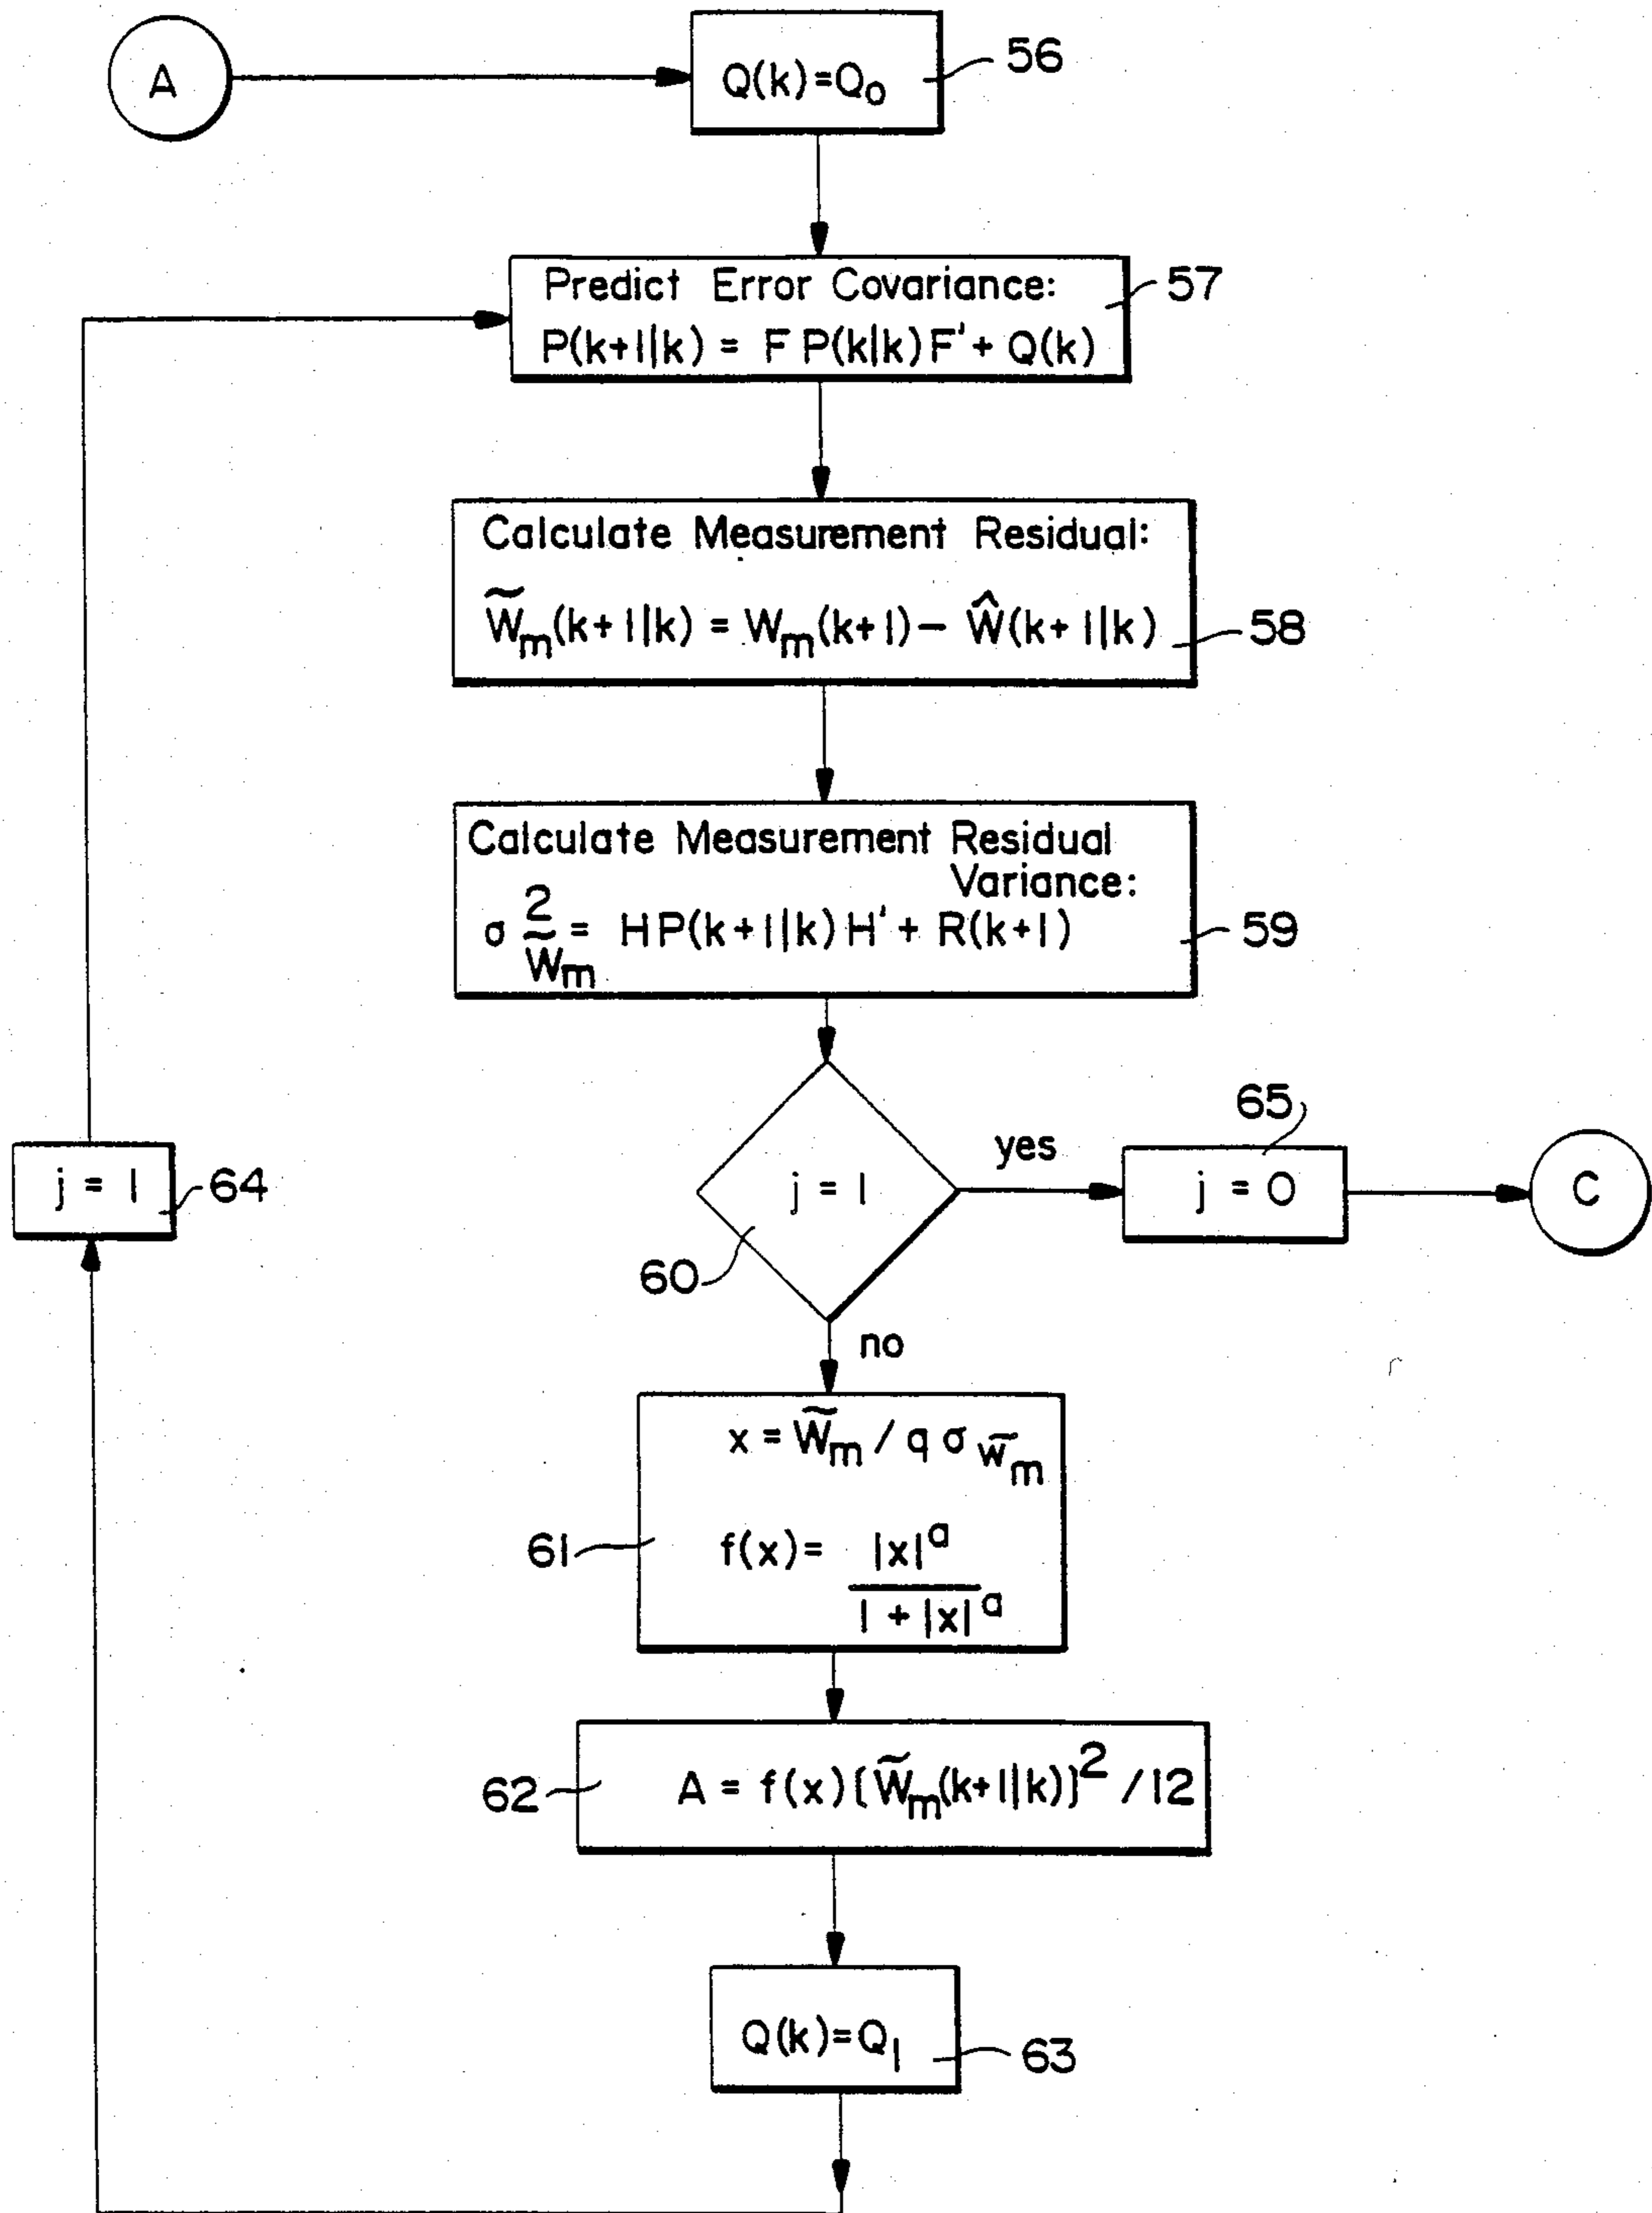 A
Q(k)=Q₀
56
Predict Error Covariance:
P(k+1|k) = F P(k|k) F' + Q(k)
57
Calculate Measurement Residual:
W̃ₘ(k+1|k) = Wₘ(k+1) − Ŵ(k+1|k)
58
Calculate Measurement Residual
Variance:
σ²_W̃ₘ = HP(k+1|k) H' + R(k+1)
59
j = 1
64
j = 1
60
yes
65
j = 0
C
no
x = W̃ₘ / q σ_w̃ₘ
f(x) = |x|ᵃ
1 + |x|ᵃ
61
A = f(x) [W̃ₘ(k+1|k)]² / 12
62
Q(k)=Q₁
63